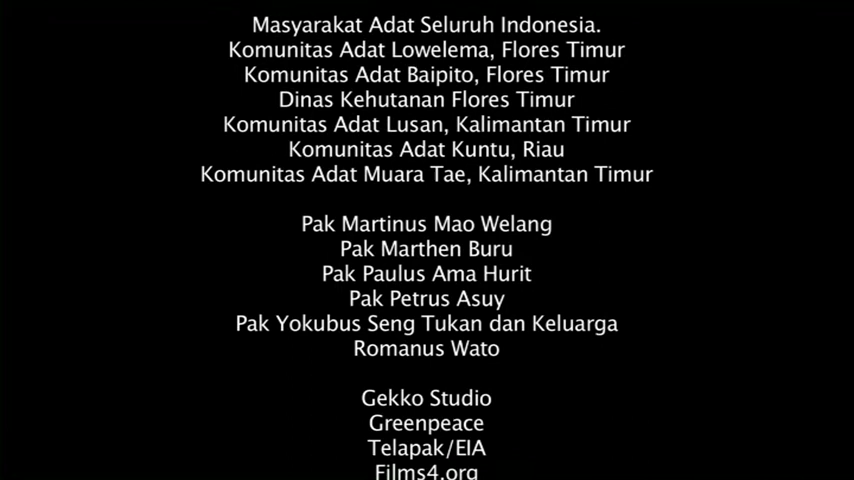 Masyarakat Adat Seluruh Indonesia.
Komunitas Adat Lowelema, Flores Timur
Komunitas Adat Baipito, Flores Timur
Dinas Kehutanan Flores Timur
Komunitas Adat Lusan, Kalimantan Timur
Komunitas Adat Kuntu, Riau
Komunitas Adat Muara Tae, Kalimantan Timur
Pak Martinus Mao Welang
Pak Marthen Buru
Pak Paulus Ama Hurit
Pak Petrus Asuy
Pak Yokubus Seng Tukan dan Keluarga
Romanus Wato
Gekko Studio
Greenpeace
Telapak/EIA
Films4.org